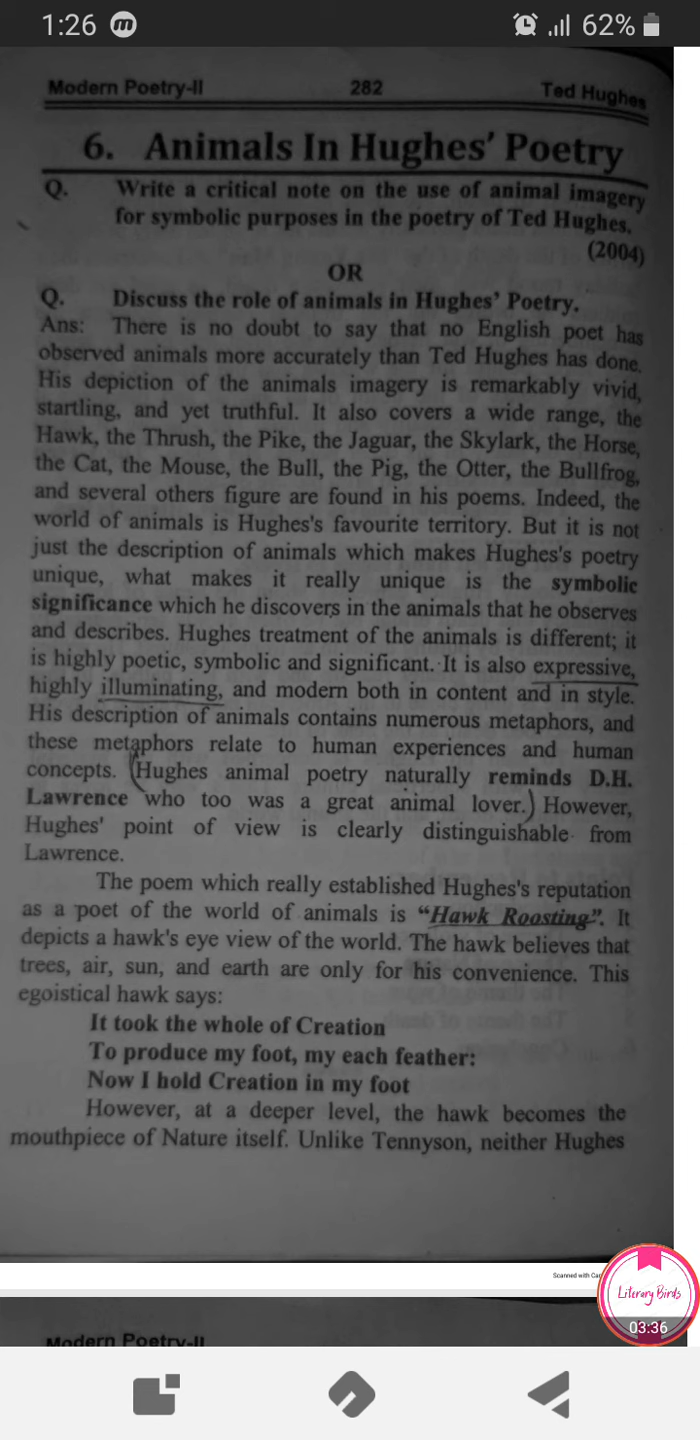 1:26 m 62%
Modern Poetry-II 282 Ted Hughes
6. Animals In Hughes' Poetry
Q. Write a critical note on the use of animal imagery
for symbolic purposes in the poetry of Ted Hughes.
(2004)
OR
Q. Discuss the role of animals in Hughes' Poetry.
Ans: There is no doubt to say that no English poet has
observed animals more accurately than Ted Hughes has done.
His depiction of the animals imagery is remarkably vivid,
startling, and yet truthful. It also covers a wide range, the
Hawk, the Thrush, the Pike, the Jaguar, the Skylark, the Horse,
the Cat, the Mouse, the Bull, the Pig, the Otter, the Bullfrog,
and several others figure are found in his poems. Indeed, the
world of animals is Hughes's favourite territory. But it is not
just the description of animals which makes Hughes's poetry
unique, what makes it really unique is the symbolic
significance which he discovers in the animals that he observes
and describes. Hughes treatment of the animals is different; it
is highly poetic, symbolic and significant. It is also expressive,
highly illuminating, and modern both in content and in style.
His description of animals contains numerous metaphors, and
these metaphors relate to human experiences and human
concepts. (Hughes animal poetry naturally reminds D.H.
Lawrence who too was a great animal lover.) However,
Hughes' point of view is clearly distinguishable from
Lawrence.
The poem which really established Hughes's reputation
as a poet of the world of animals is "Hawk Roosting". It
depicts a hawk's eye view of the world. The hawk believes that
trees, air, sun, and earth are only for his convenience. This
egoistical hawk says:
It took the whole of Creation
To produce my foot, my each feather:
Now I hold Creation in my foot
However, at a deeper level, the hawk becomes the
mouthpiece of Nature itself. Unlike Tennyson, neither Hughes
Scanned with
Literary Birds
03:36
Modern Poetry-II